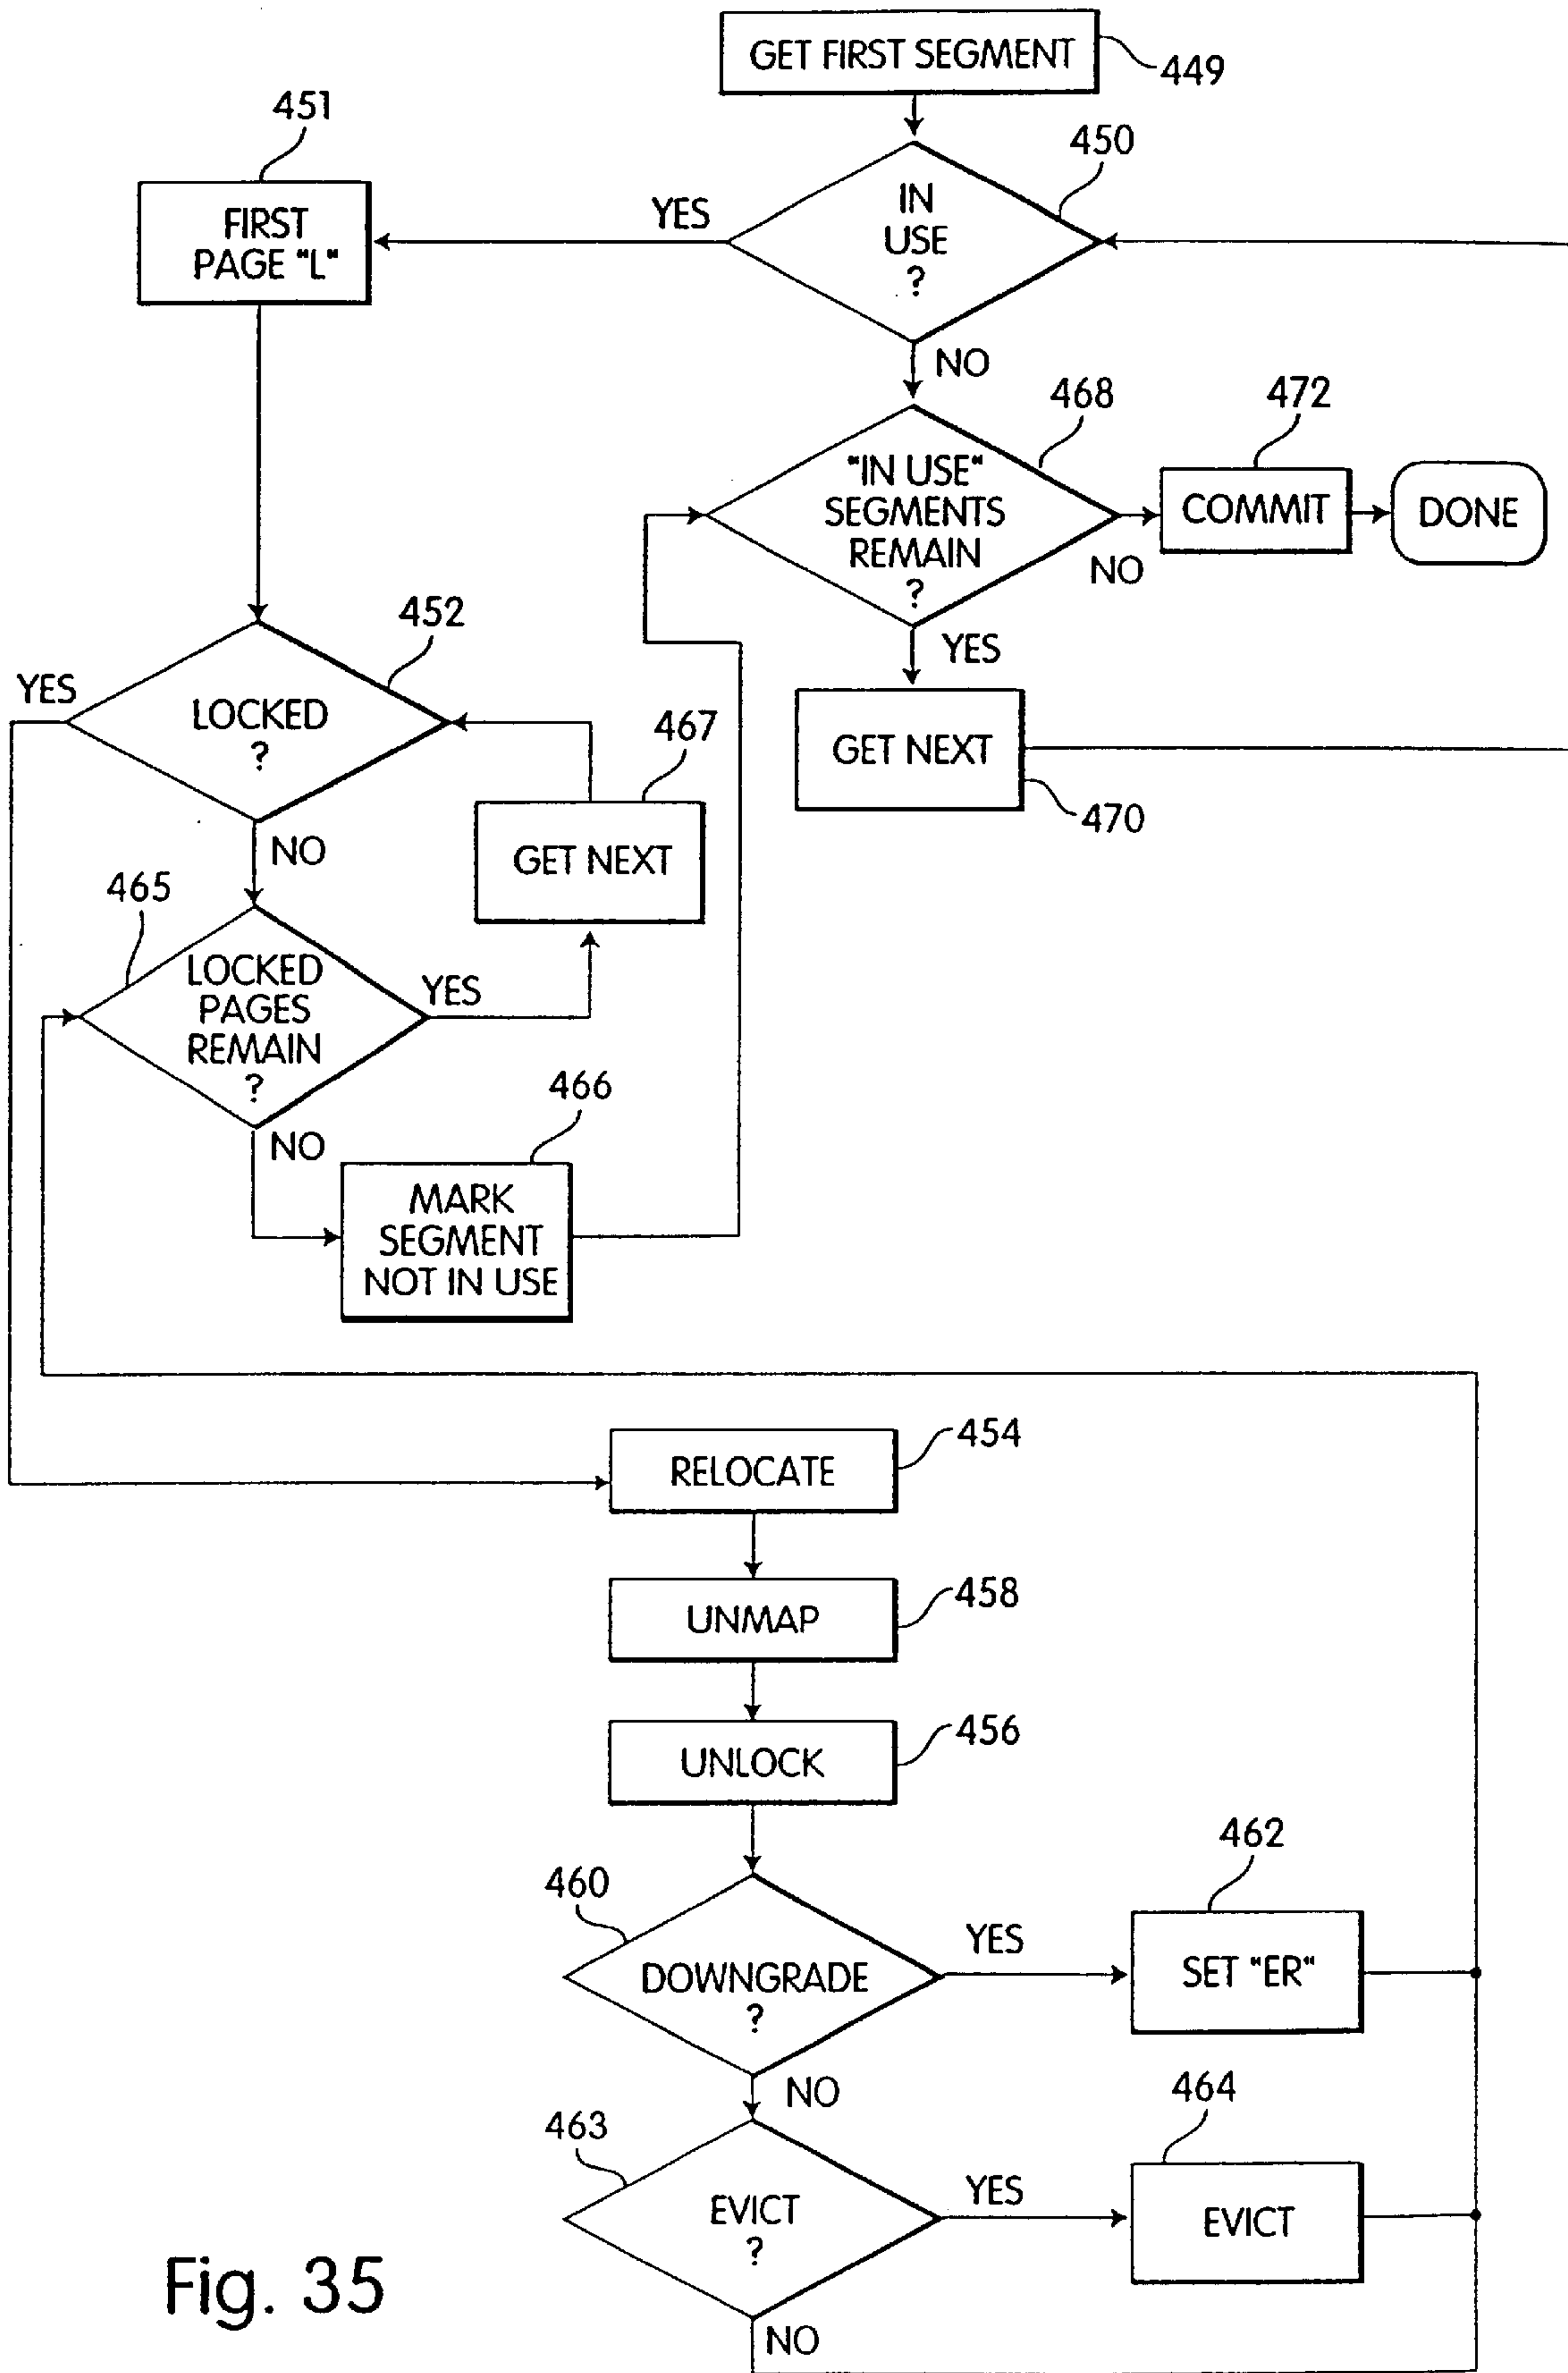 GET FIRST SEGMENT
449
451
450
FIRST
PAGE "L"
YES
IN
USE
?
NO
468
472
"IN USE"
SEGMENTS
REMAIN
?
COMMIT
DONE
NO
YES
452
YES
LOCKED
?
467
GET NEXT
470
NO
GET NEXT
465
LOCKED
PAGES
REMAIN
?
YES
466
NO
MARK
SEGMENT
NOT IN USE
454
RELOCATE
458
UNMAP
456
UNLOCK
462
460
DOWNGRADE
?
YES
SET "ER"
NO
464
463
EVICT
?
YES
EVICT
NO
Fig. 35